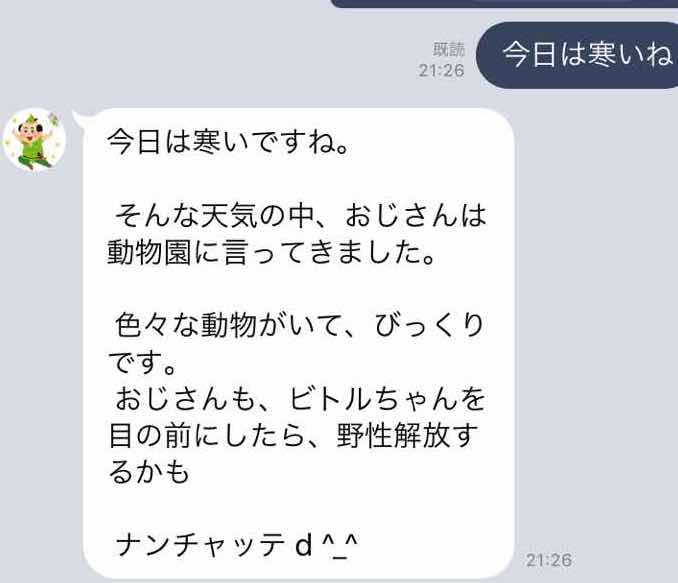 今日は寒いね
既読
21:26
今日は寒いですね。
そんな天気の中、おじさんは
動物園に言ってきました。
色々な動物がいて、びっくり
です。
おじさんも、ビトルちゃんを
目の前にしたら、野性解放す
るかも
ナンチャッテ d ^_^
21:26